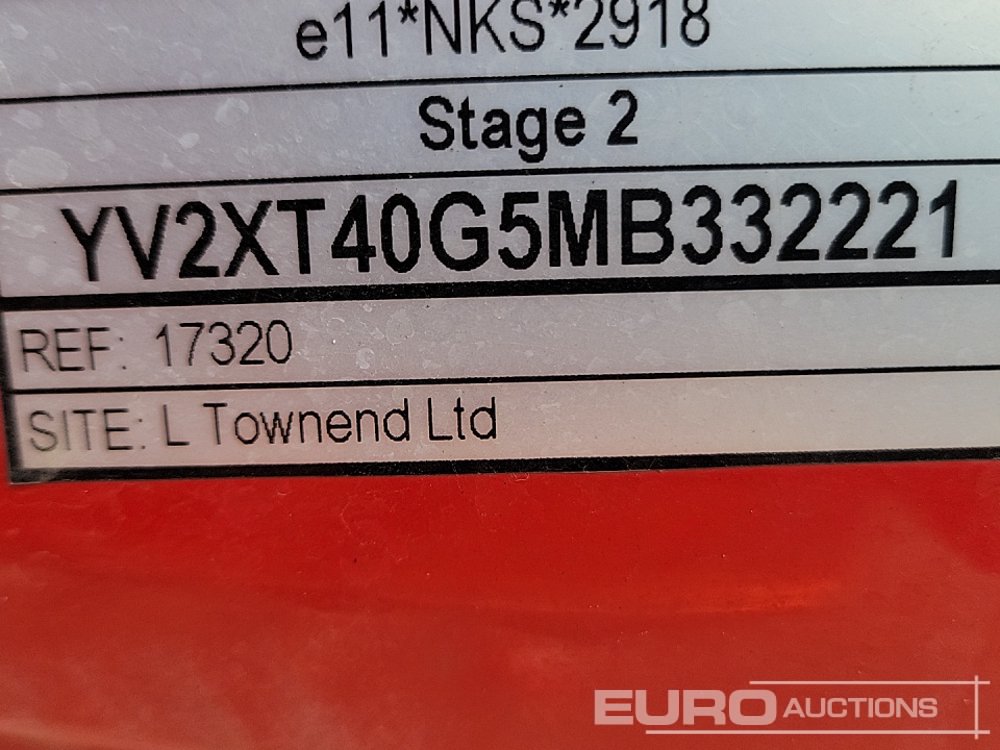 e11*NKS*2918
Stage 2
YV2XT40G5MB332221
REF: 17320
SITE: L Townend Ltd
EURO AUCTIONS